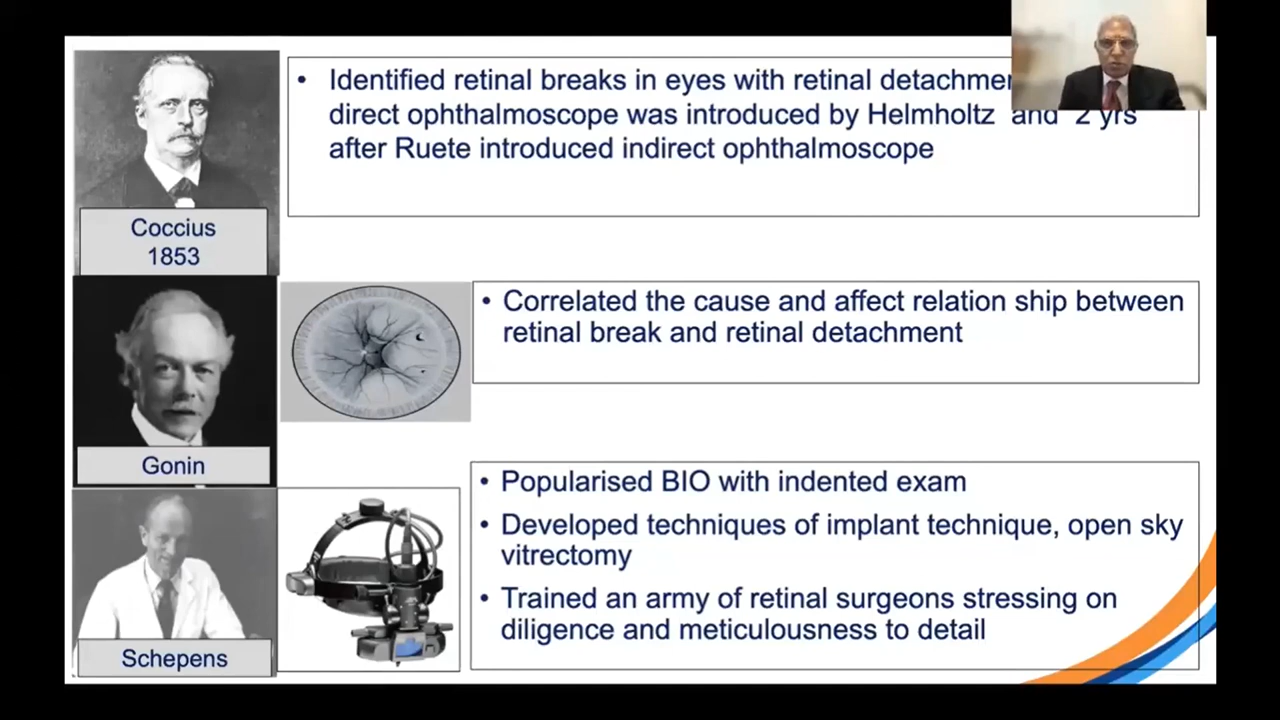 • Identified retinal breaks in eyes with retinal
direct ophthalmoscope was introduced by Helmholtz and 2 yrs
after Ruete introduced indirect ophthalmoscope
Coccius
1853
• Correlated the cause and affect relation ship between
retinal break and retinal detachment
Gonin
• Popularised BIO with indented exam
• Developed techniques of implant technique, open sky
vitrectomy
• Trained an army of retinal surgeons stressing on
diligence and meticulousness to detail
Schepens